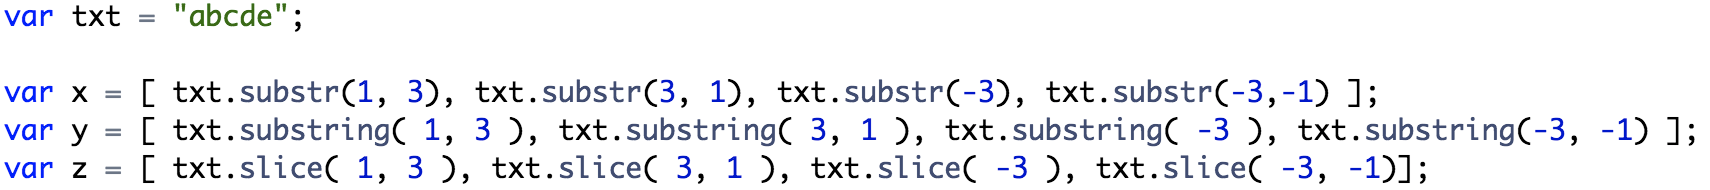 var txt = "abcde";
var x = [ txt.substr(1, 3), txt.substr(3, 1), txt.substr(-3), txt.substr(-3,-1) ];
var y = [ txt.substring( 1, 3 ), txt.substring( 3, 1 ), txt.substring( -3 ), txt.substring(-3, -1) ];
var z = [ txt.slice( 1, 3 ), txt.slice( 3, 1 ), txt.slice( -3 ), txt.slice( -3, -1)];